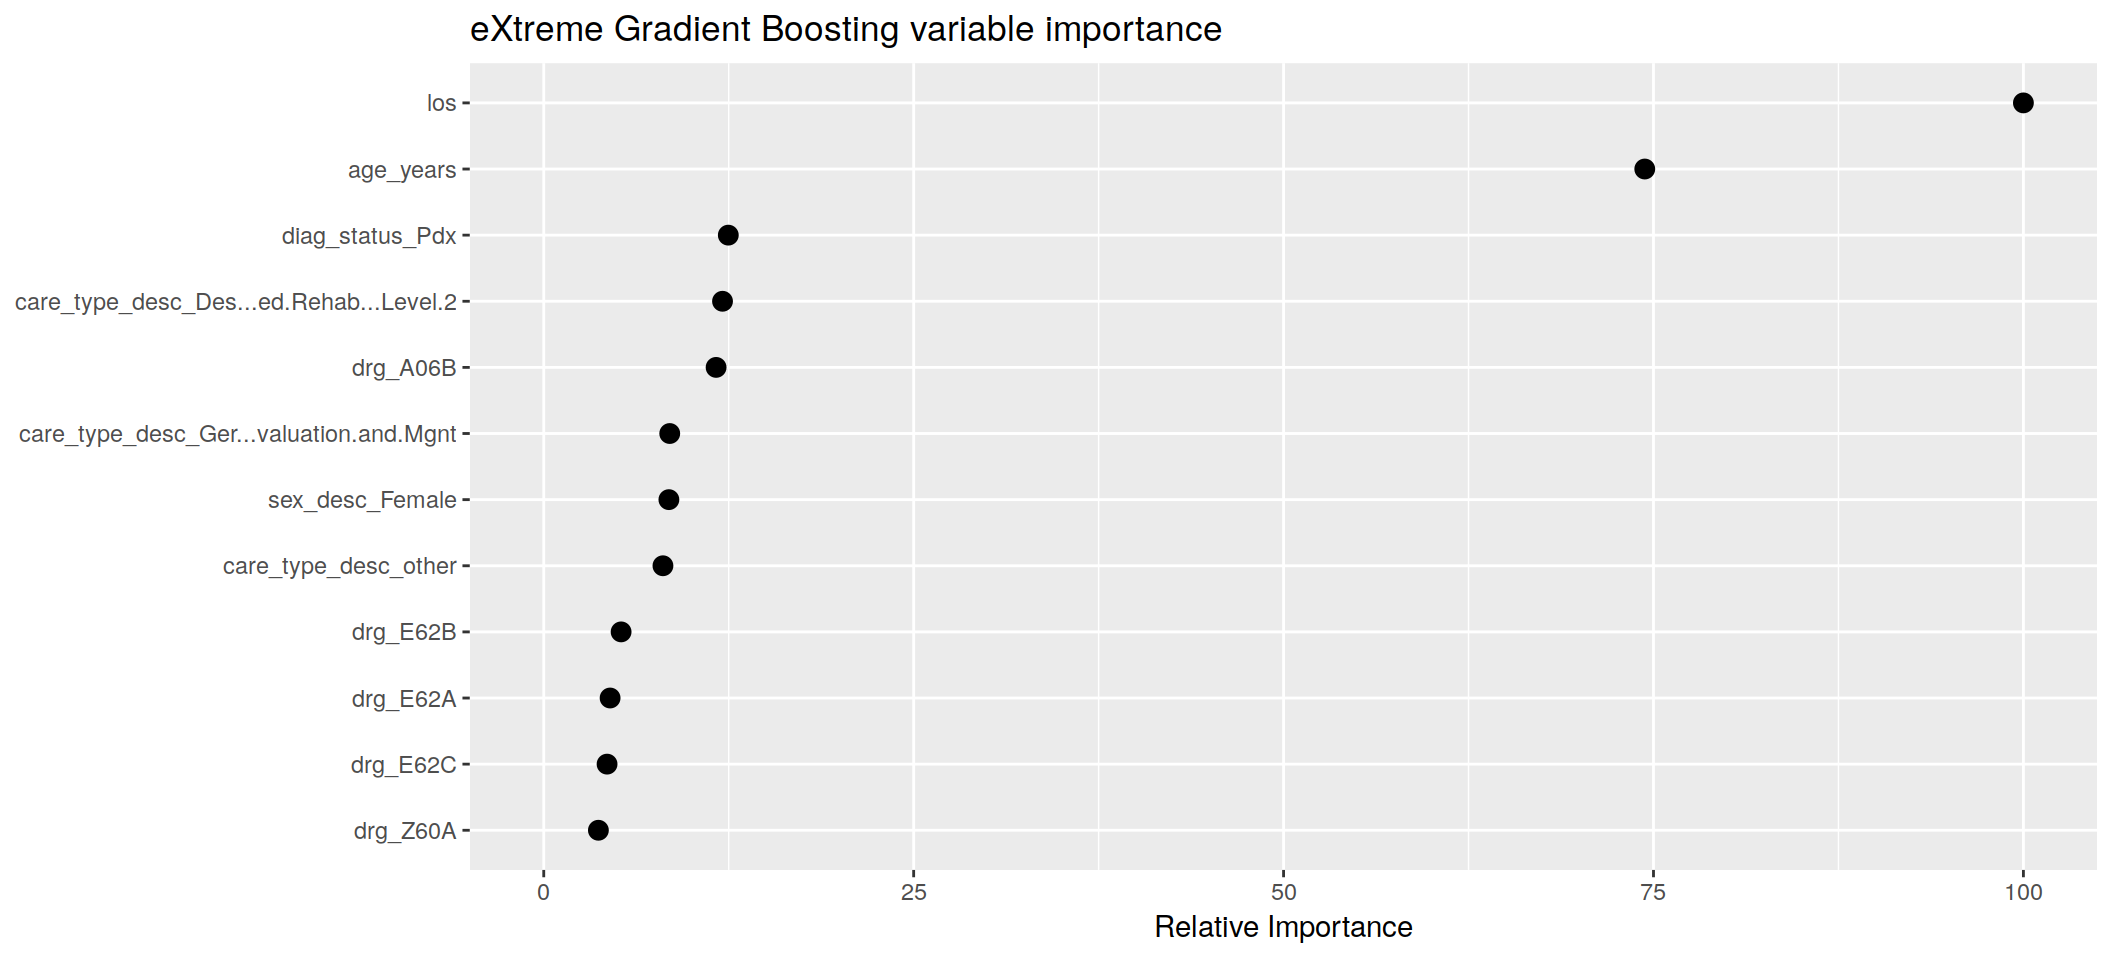 eXtreme Gradient Boosting variable importance
los
age_years
diag_status_Pdx
care_type_desc_Des...ed.Rehab...Level.2
drg_A06B
care_type_desc_Ger...valuation.and.Mgnt
sex_desc_Female
care_type_desc_other
drg_E62B
drg_E62A
drg_E62C
drg_Z60A
0 25 50 75 100
Relative Importance